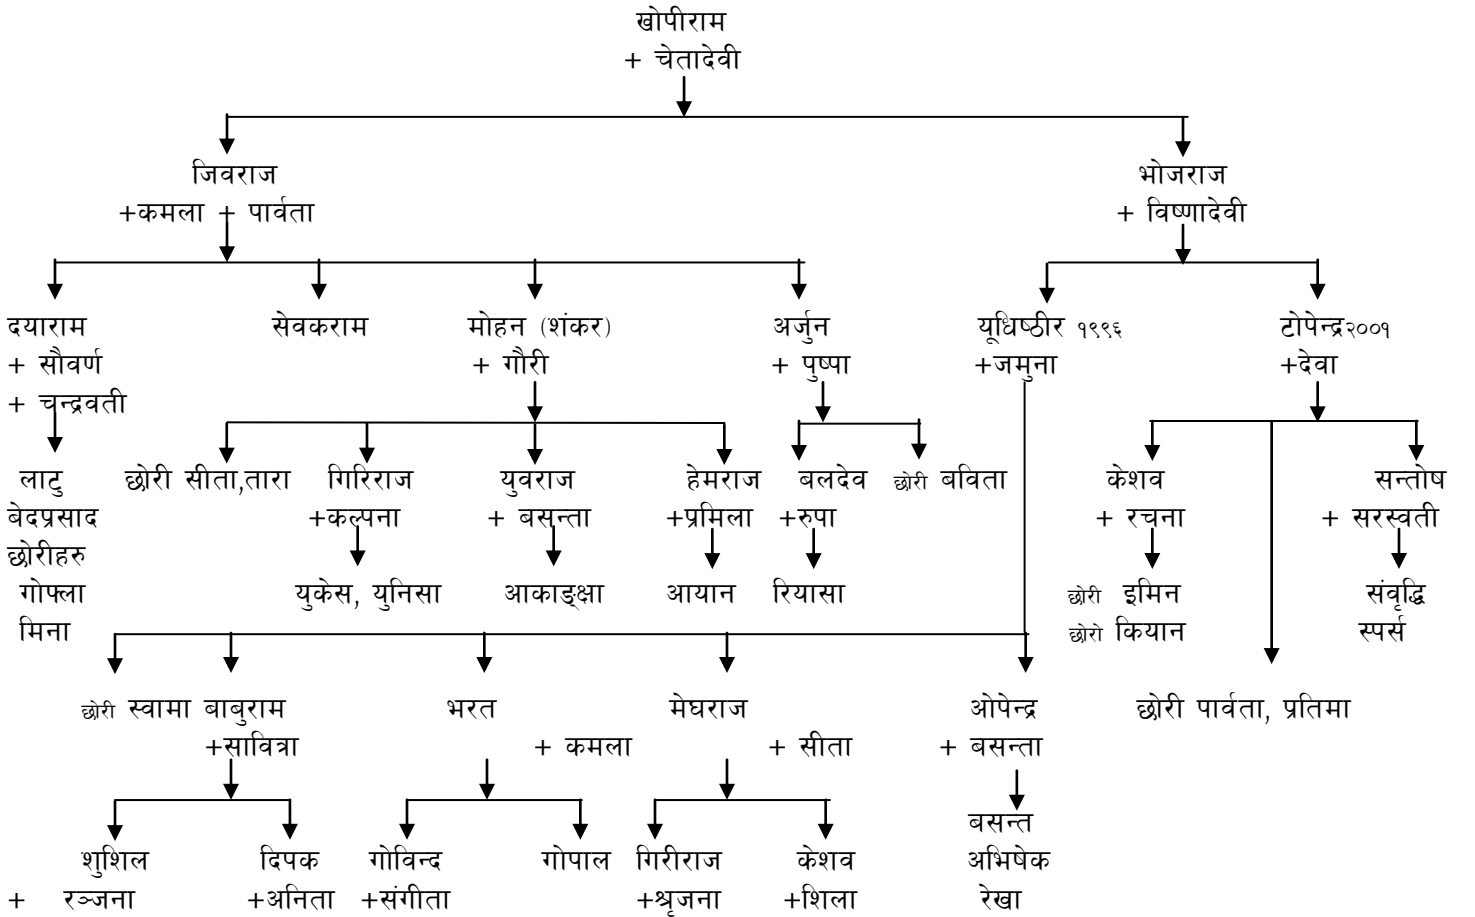 खोपीराम
+ चेतादेवी
जिवराज भोजराज
+कमला + पार्वता + विष्णादेवी
दयाराम सेवकराम मोहन (शंकर) अर्जुन यूधिष्ठीर १९९६ टोपेन्द्र२००१
+ सौवर्ण + गौरी + पुष्पा +जमुना +देवा
+ चन्द्रवती
लाटु छोरी सीता,तारा गिरिराज युवराज हेमराज बलदेव छोरी बविता केशव सन्तोष
बेदप्रसाद +कल्पना + बसन्ता +प्रमिला +रुपा + रचना + सरस्वती
छोरीहरु
गोफ्ला युकेस, युनिसा आकाङ्क्षा आयान रियासा छोरी इमिन संवृद्धि
मिना छोरो कियान स्पर्स
छोरी स्वामा बाबुराम भरत मेघराज ओपेन्द्र छोरी पार्वता, प्रतिमा
+सावित्रा + कमला + सीता + बसन्ता
बसन्त
शुशिल दिपक गोविन्द गोपाल गिरीराज केशव अभिषेक
+ रञ्जना +अनिता +संगीता +श्रृजना +शिला रेखा